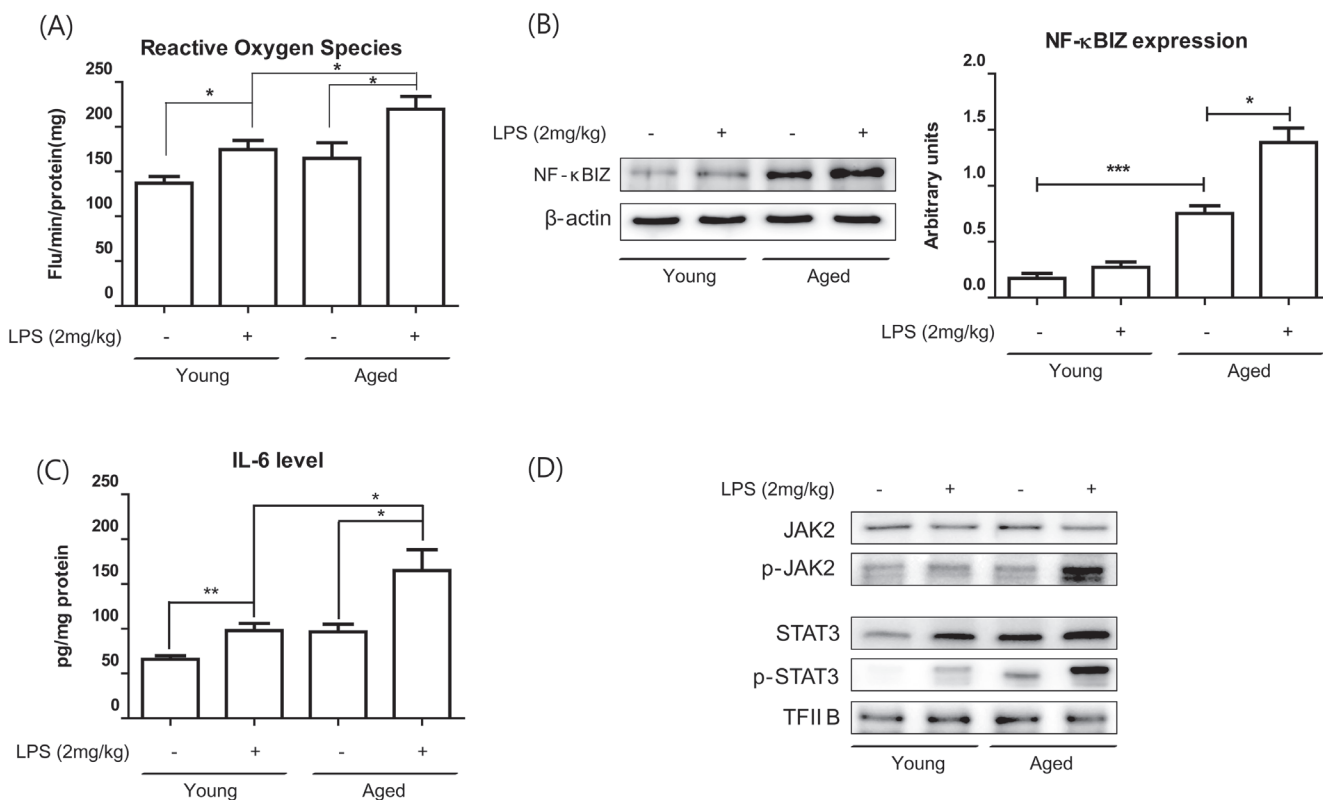 (A)
Reactive Oxygen Species
Flu/min/protein(mg)
250
200
150
100
50
0
*
*
*
LPS (2mg/kg) - + - +
Young Aged
(B)
LPS (2mg/kg) - + - +
NF-κBIZ
β-actin
Young Aged
NF-κBIZ expression
Arbitrary units
2.0
1.5
1.0
0.5
0.0
*
***
LPS (2mg/kg) - + - +
Young Aged
(C)
IL-6 level
pg/mg protein
250
200
150
100
50
0
*
*
**
LPS (2mg/kg) - + - +
Young Aged
(D)
LPS (2mg/kg) - + - +
JAK2
p-JAK2
STAT3
p-STAT3
TFII B
Young Aged